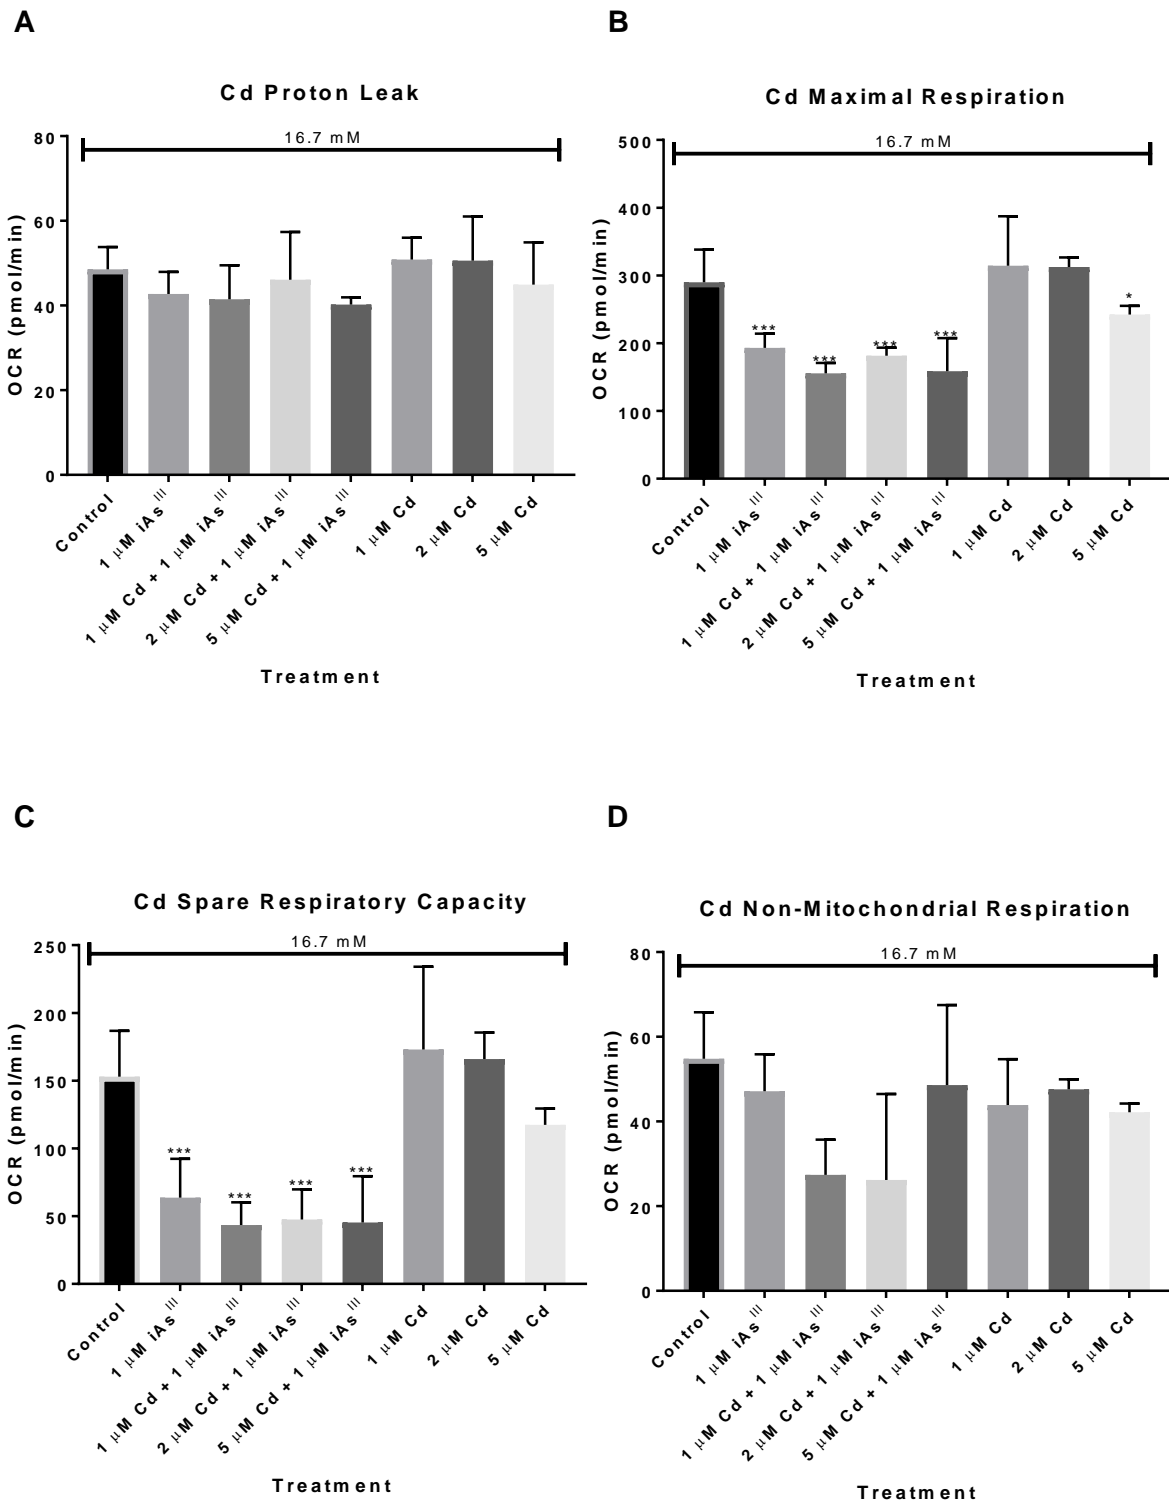 A
Cd Proton Leak
16.7 mM
80
60
40
20
0
OCR (pmol/min)
Control
1 μM iAs^III
1 μM Cd + 1 μM iAs^III
2 μM Cd + 1 μM iAs^III
5 μM Cd + 1 μM iAs^III
1 μM Cd
2 μM Cd
5 μM Cd
Treatment
B
Cd Maximal Respiration
16.7 mM
500
400
300
200
100
0
OCR (pmol/min)
***
***
***
***
*
Control
1 μM iAs^III
1 μM Cd + 1 μM iAs^III
2 μM Cd + 1 μM iAs^III
5 μM Cd + 1 μM iAs^III
1 μM Cd
2 μM Cd
5 μM Cd
Treatment
C
Cd Spare Respiratory Capacity
16.7 mM
250
200
150
100
50
0
OCR (pmol/min)
***
***
***
***
Control
1 μM iAs^III
1 μM Cd + 1 μM iAs^III
2 μM Cd + 1 μM iAs^III
5 μM Cd + 1 μM iAs^III
1 μM Cd
2 μM Cd
5 μM Cd
Treatment
D
Cd Non-Mitochondrial Respiration
16.7 mM
80
60
40
20
0
OCR (pmol/min)
Control
1 μM iAs^III
1 μM Cd + 1 μM iAs^III
2 μM Cd + 1 μM iAs^III
5 μM Cd + 1 μM iAs^III
1 μM Cd
2 μM Cd
5 μM Cd
Treatment